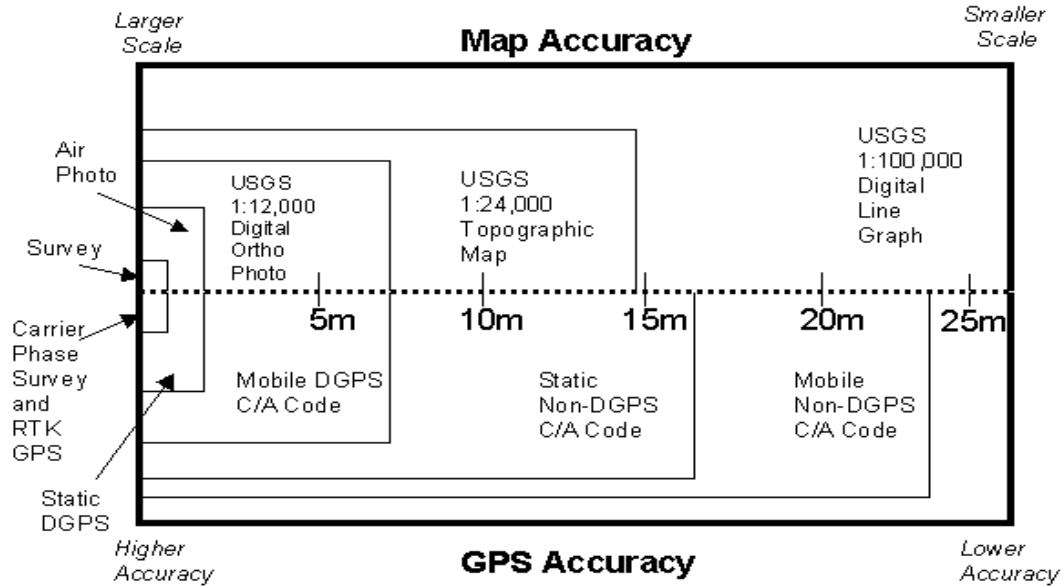 Larger
Scale
Map Accuracy
Smaller
Scale
Air
Photo
Survey
USGS
1:12,000
Digital
Ortho
Photo
USGS
1:24,000
Topographic
Map
USGS
1:100,000
Digital
Line
Graph
5m
10m
15m
20m
25m
Carrier
Phase
Survey
and
RTK
GPS
Static
DGPS
Mobile DGPS
C/A Code
Static
Non-DGPS
C/A Code
Mobile
Non-DGPS
C/A Code
Higher
Accuracy
GPS Accuracy
Lower
Accuracy